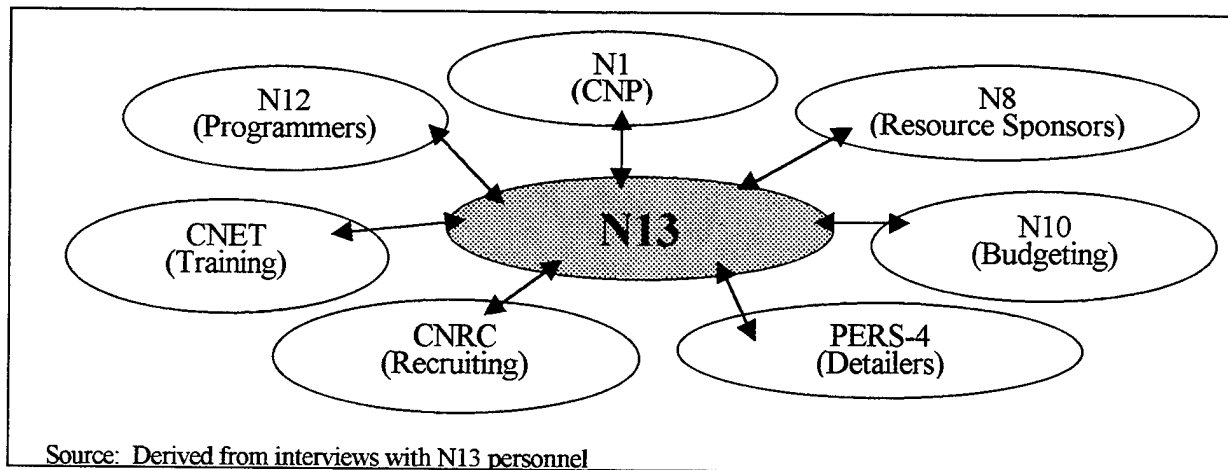 N1
(CNP)
N12
(Programmers)
N8
(Resource Sponsors)
N13
CNET
(Training)
N10
(Budgeting)
CNRC
(Recruiting)
PERS-4
(Detailers)
Source: Derived from interviews with N13 personnel